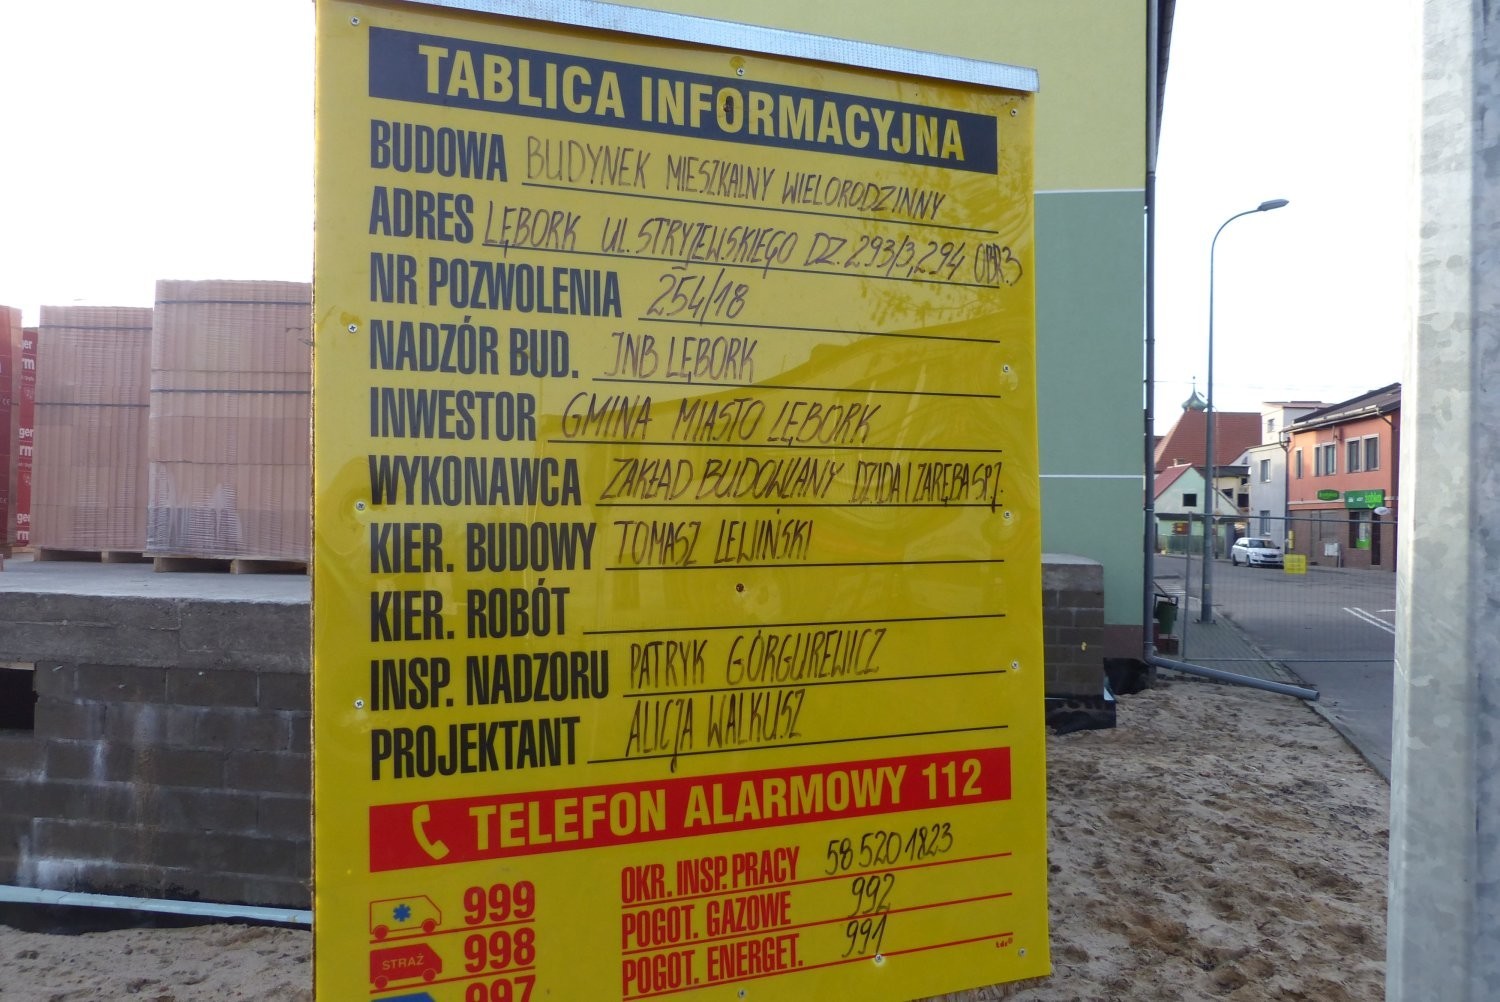 TABLICA INFORMACYJNA
BUDOWA BUDYNEK MIESZKALNY WIELORODZINNY
ADRES LĘBORK UL. STRYJEWSKIEGO DZ. 293/3, 294 OBR.3
NR POZWOLENIA 254/18
NADZÓR BUD. INB LĘBORK
INWESTOR GMINA MIASTO LĘBORK
WYKONAWCA ZAKŁAD BUDOWLANY DZIDA I ZARĘBA SP.J.
KIER. BUDOWY TOMASZ LEWIŃSKI
KIER. ROBÓT
INSP. NADZORU PATRYK GÓRGUREWICZ
PROJEKTANT ALICJA WALKUSZ
TELEFON ALARMOWY 112
999 OKR. INSP. PRACY 58 520 18 23
STRAŻ 998 POGOT. GAZOWE 992
997 POGOT. ENERGET. 991
żabka